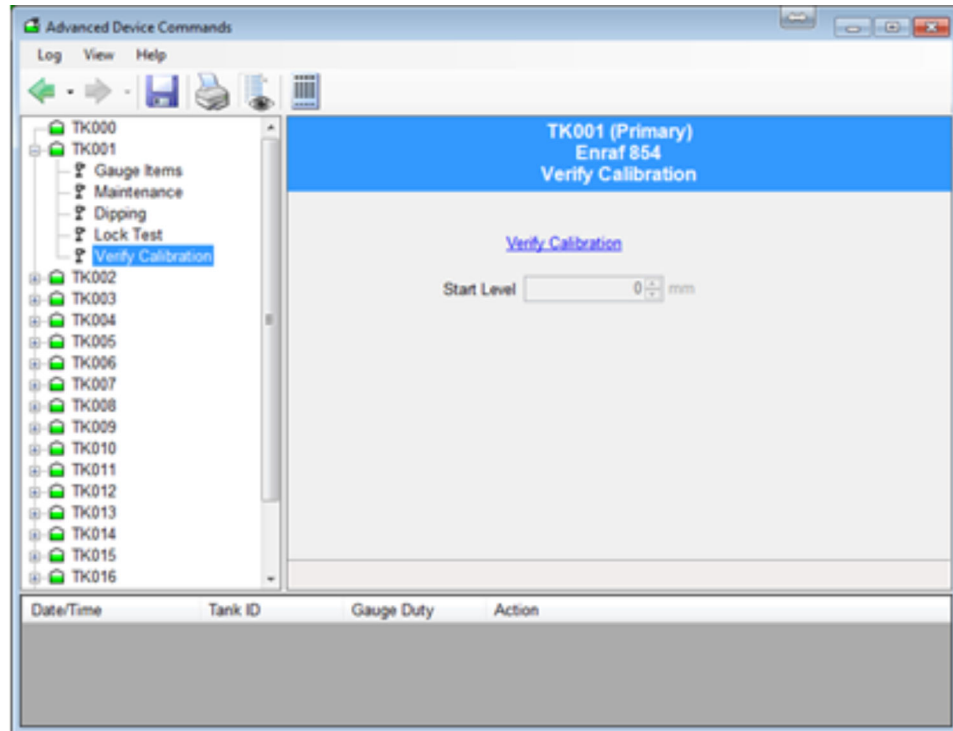 Advanced Device Commands
Log View Help
TK000
TK001
Gauge Items
Maintenance
Dipping
Lock Test
Verify Calibration
TK002
TK003
TK004
TK005
TK006
TK007
TK008
TK009
TK010
TK011
TK012
TK013
TK014
TK015
TK016
TK001 (Primary)
Enraf 854
Verify Calibration
Verify Calibration
Start Level 0 mm
Date/Time Tank ID Gauge Duty Action